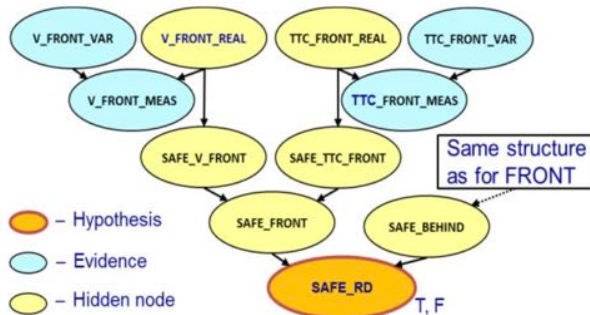 V_FRONT_VAR
V_FRONT_REAL
TTC_FRONT_REAL
TTC_FRONT_VAR
V_FRONT_MEAS
TTC_FRONT_MEAS
SAFE_V_FRONT
SAFE_TTC_FRONT
Same structure
as for FRONT
SAFE_FRONT
SAFE_BEHIND
– Hypothesis
– Evidence
– Hidden node
SAFE_RD
T, F